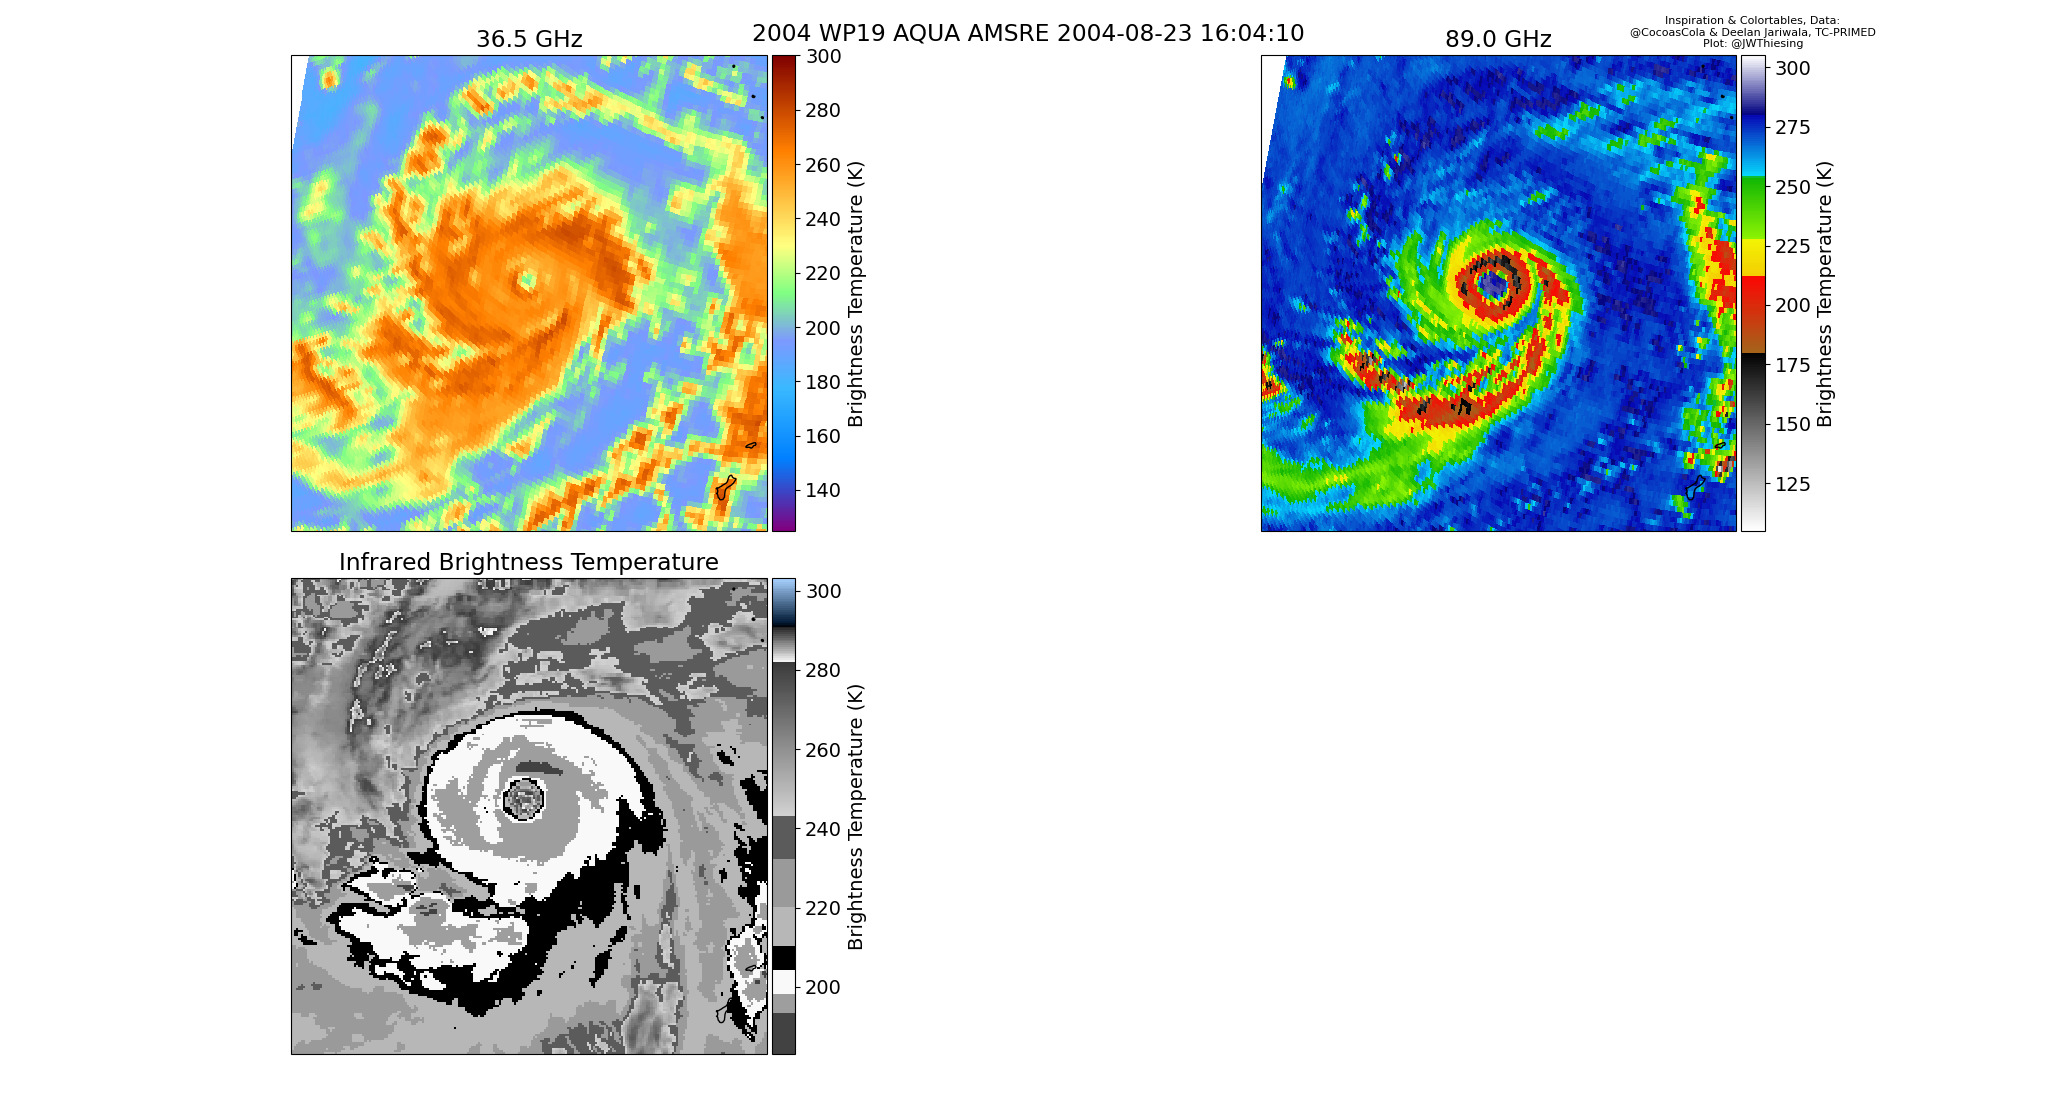 2004 WP19 AQUA AMSRE 2004-08-23 16:04:10
Inspiration & Colortables, Data:
@CocoasCola & Deelan Jariwala, TC-PRIMED
Plot: @JWThiesing
36.5 GHz
300
280
260
240
220
200
180
160
140
Brightness Temperature (K)
89.0 GHz
300
275
250
225
200
175
150
125
Brightness Temperature (K)
Infrared Brightness Temperature
300
280
260
240
220
200
Brightness Temperature (K)